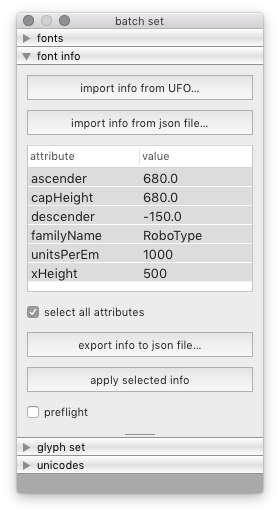 batch set
fonts
font info
import info from UFO...
import info from json file...
attribute value
ascender 680.0
capHeight 680.0
descender -150.0
familyName RoboType
unitsPerEm 1000
xHeight 500
select all attributes
export info to json file...
apply selected info
preflight
glyph set
unicodes